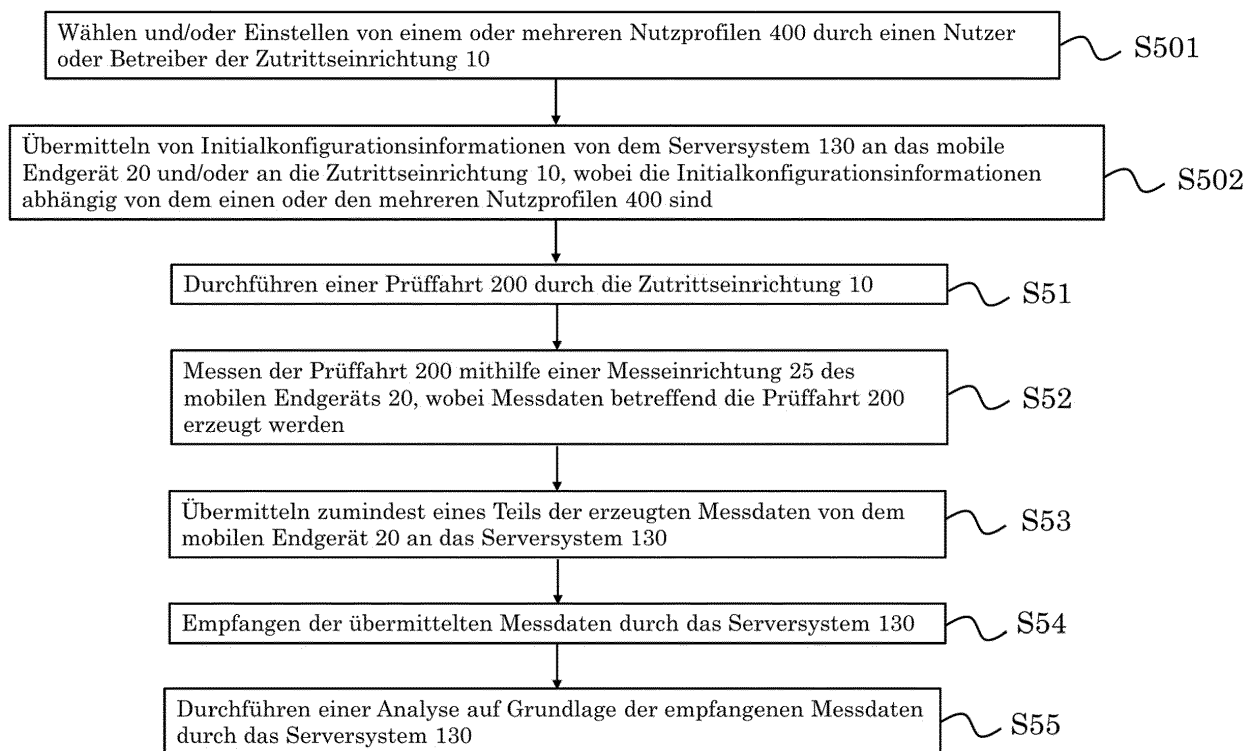 Wählen und/oder Einstellen von einem oder mehreren Nutzprofilen 400 durch einen Nutzer
oder Betreiber der Zutrittseinrichtung 10
S501
Übermitteln von Initialkonfigurationsinformationen von dem Serversystem 130 an das mobile
Endgerät 20 und/oder an die Zutrittseinrichtung 10, wobei die Initialkonfigurationsinformationen
abhängig von dem einen oder den mehreren Nutzprofilen 400 sind
S502
Durchführen einer Prüffahrt 200 durch die Zutrittseinrichtung 10
S51
Messen der Prüffahrt 200 mithilfe einer Messeinrichtung 25 des
mobilen Endgeräts 20, wobei Messdaten betreffend die Prüffahrt 200
erzeugt werden
S52
Übermitteln zumindest eines Teils der erzeugten Messdaten von dem
mobilen Endgerät 20 an das Serversystem 130
S53
Empfangen der übermittelten Messdaten durch das Serversystem 130
S54
Durchführen einer Analyse auf Grundlage der empfangenen Messdaten
durch das Serversystem 130
S55